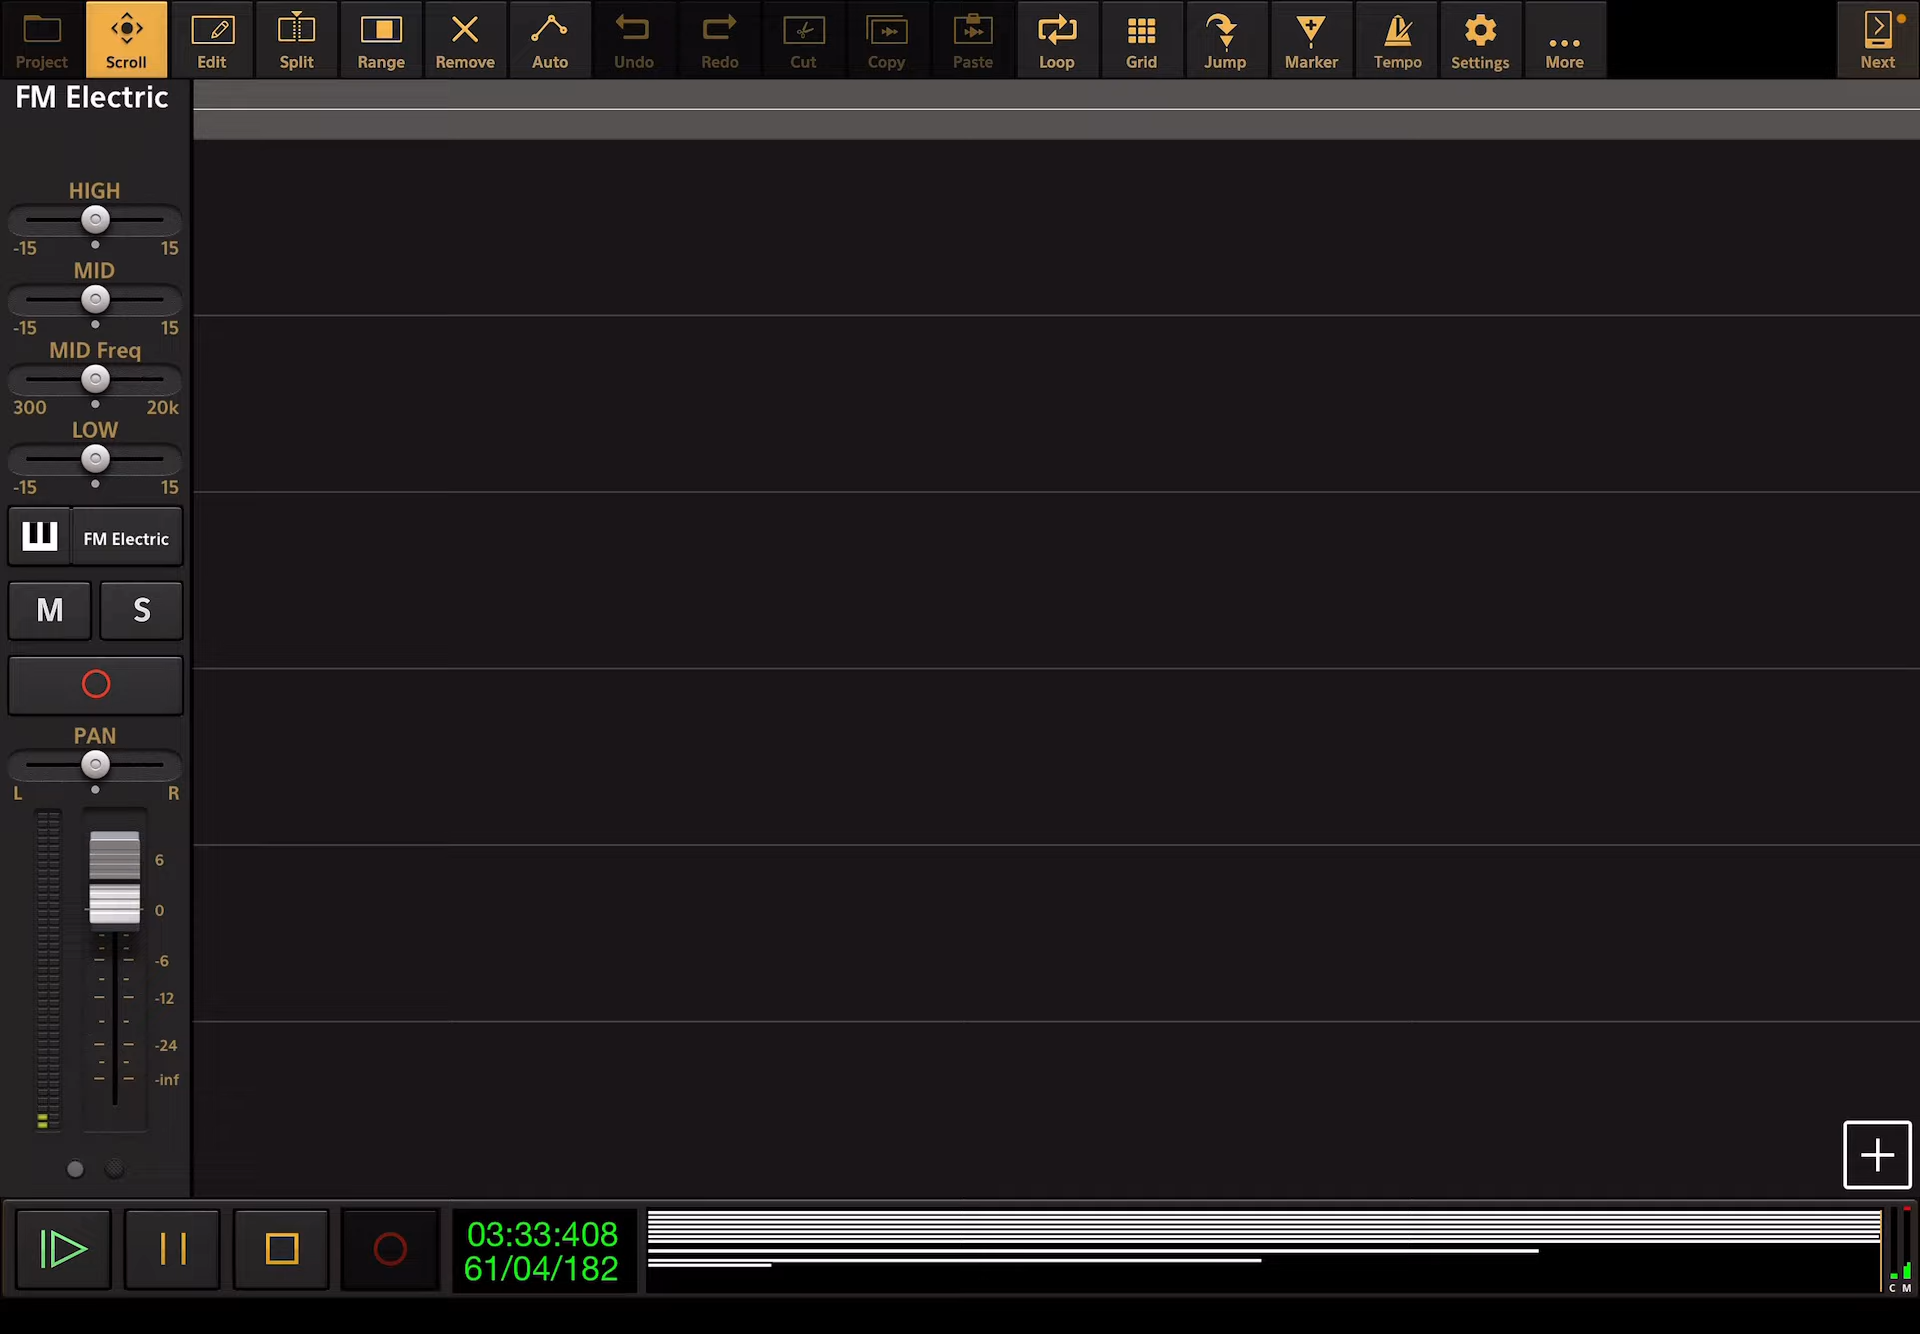 Project Scroll Edit Split Range Remove Auto Undo Redo Cut Copy Paste Loop Grid Jump Marker Tempo Settings More Next
FM Electric
HIGH
-15 15
MID
-15 15
MID Freq
300 20k
LOW
-15 15
FM Electric
M S
PAN
L R
6
0
-6
-12
-24
-inf
03:33:408
61/04/182
C M